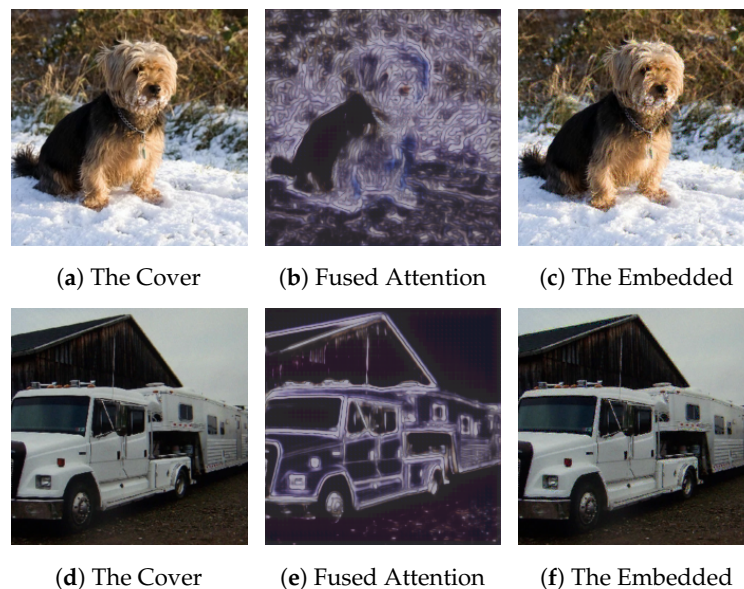 (a) The Cover
(b) Fused Attention
(c) The Embedded
(d) The Cover
(e) Fused Attention
(f) The Embedded